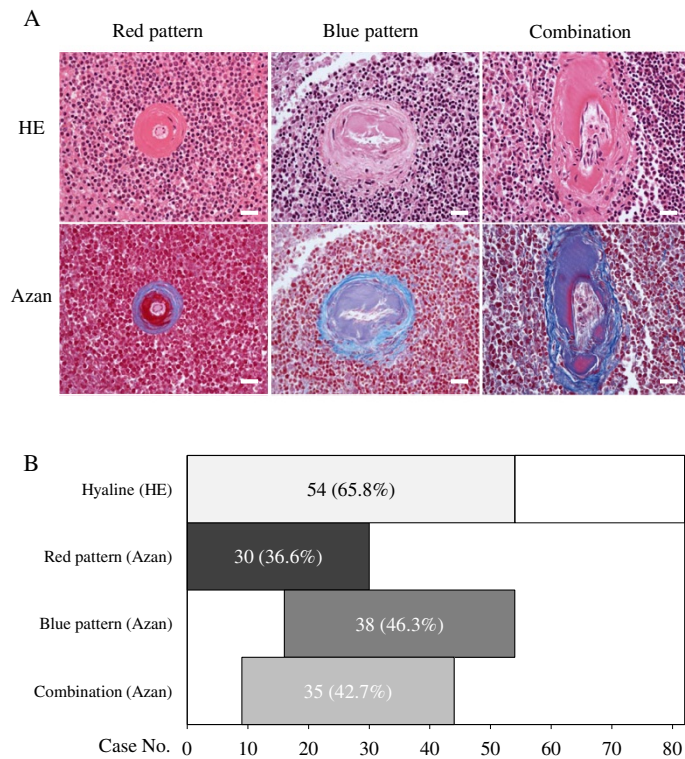 A
Red pattern Blue pattern Combination
HE
Azan
B
Hyaline (HE) 54 (65.8%)
Red pattern (Azan) 30 (36.6%)
Blue pattern (Azan) 38 (46.3%)
Combination (Azan) 35 (42.7%)
Case No. 0 10 20 30 40 50 60 70 80